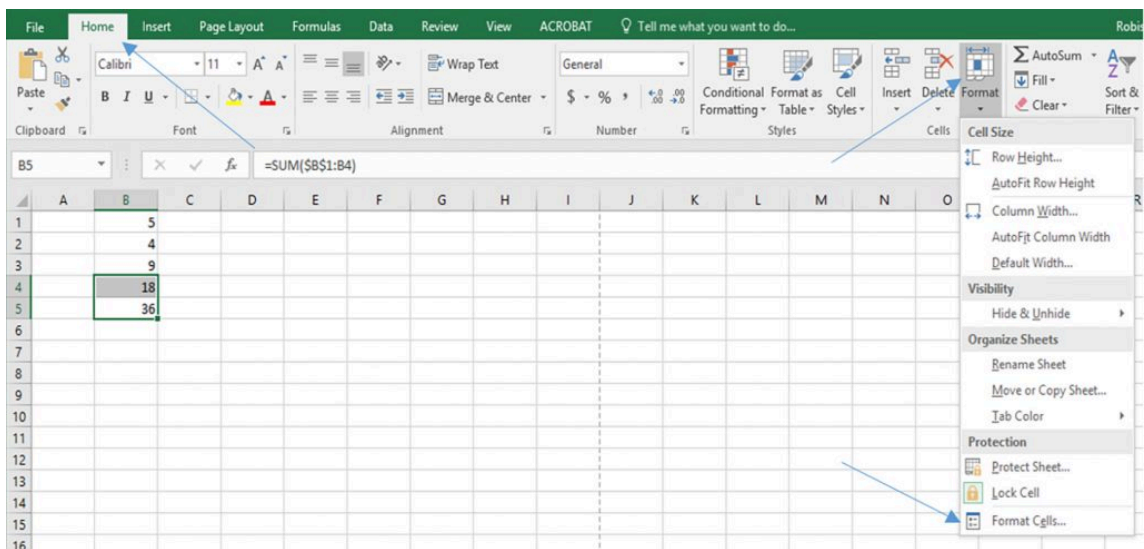 File Home Insert Page Layout Formulas Data Review View ACROBAT Tell me what you want to do... Robi
Calibri 11 A A Wrap Text General AutoSum
Paste B I U A Merge & Center $ % , .0 .00 Conditional Formatting Format as Table Cell Styles Insert Delete Format Fill Clear Sort & Filter
Clipboard Font Alignment Number Styles Cells
B5 fx =SUM($B$1:B4)
A B C D E F G H I J K L M N O R
1 5
2 4
3 9
4 18
5 36
6
7
8
9
10
11
12
13
14
15
16
Cell Size
Row Height...
AutoFit Row Height
Column Width...
AutoFit Column Width
Default Width...
Visibility
Hide & Unhide
Organize Sheets
Rename Sheet
Move or Copy Sheet...
Tab Color
Protection
Protect Sheet...
Lock Cell
Format Cells...